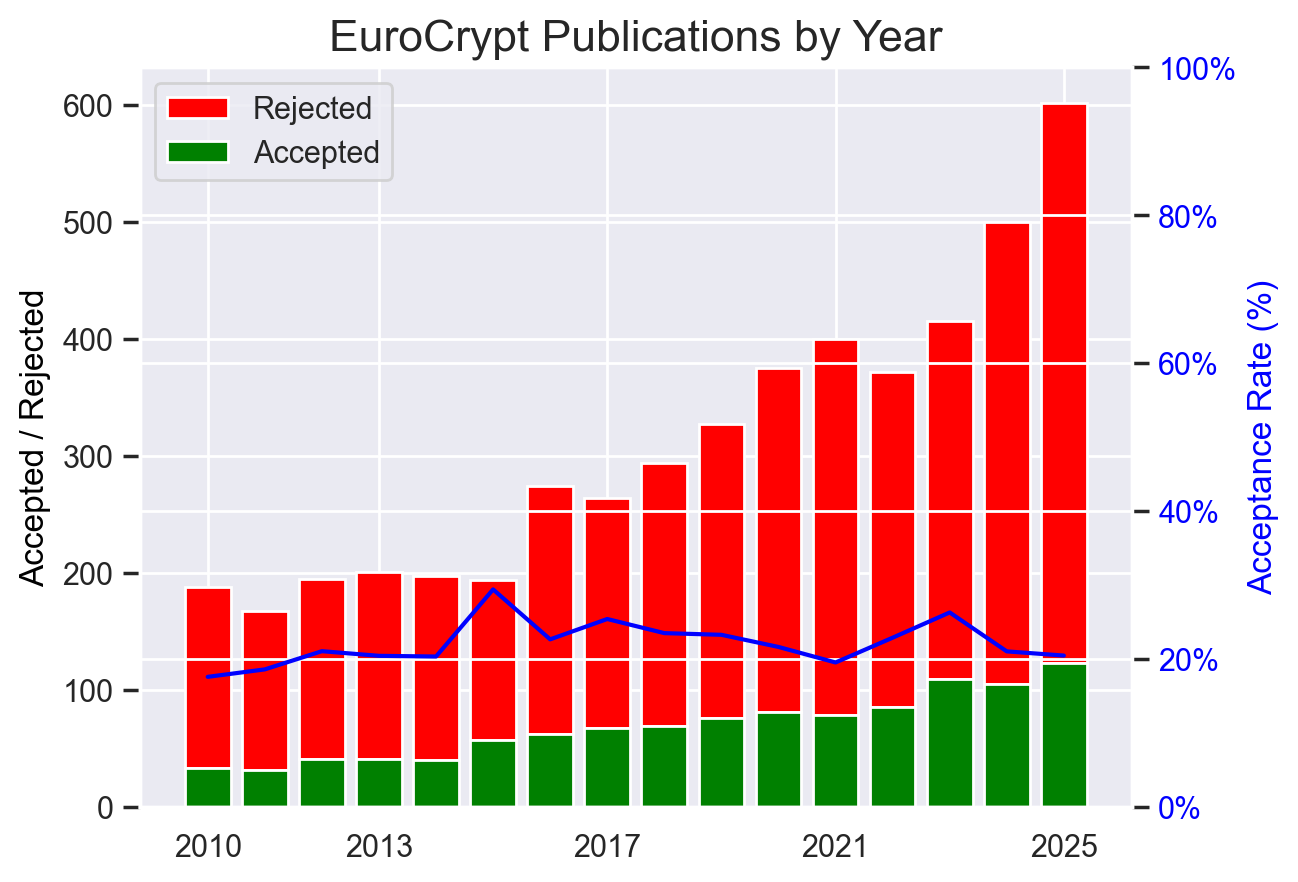 EuroCrypt Publications by Year
Rejected
Accepted
Accepted / Rejected
600
500
400
300
200
100
0
100%
80%
60%
40%
20%
0%
Acceptance Rate (%)
2010 2013 2017 2021 2025